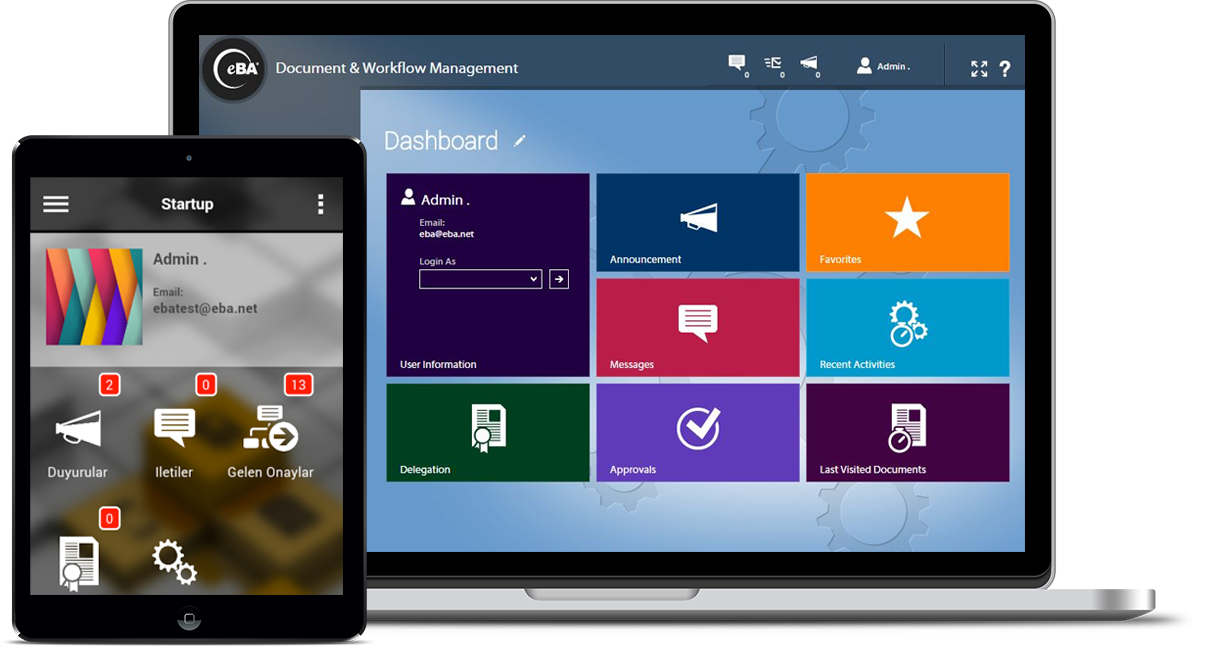 eBA
Document & Workflow Management
0
0
0
Admin .
?
Dashboard
Admin .
Email:
eba@eba.net
Login As
User Information
Announcement
Favorites
Messages
Recent Activities
Delegation
Approvals
Last Visited Documents
Startup
Admin .
Email:
ebatest@eba.net
2
0
13
Duyurular
Iletiler
Gelen Onaylar
0